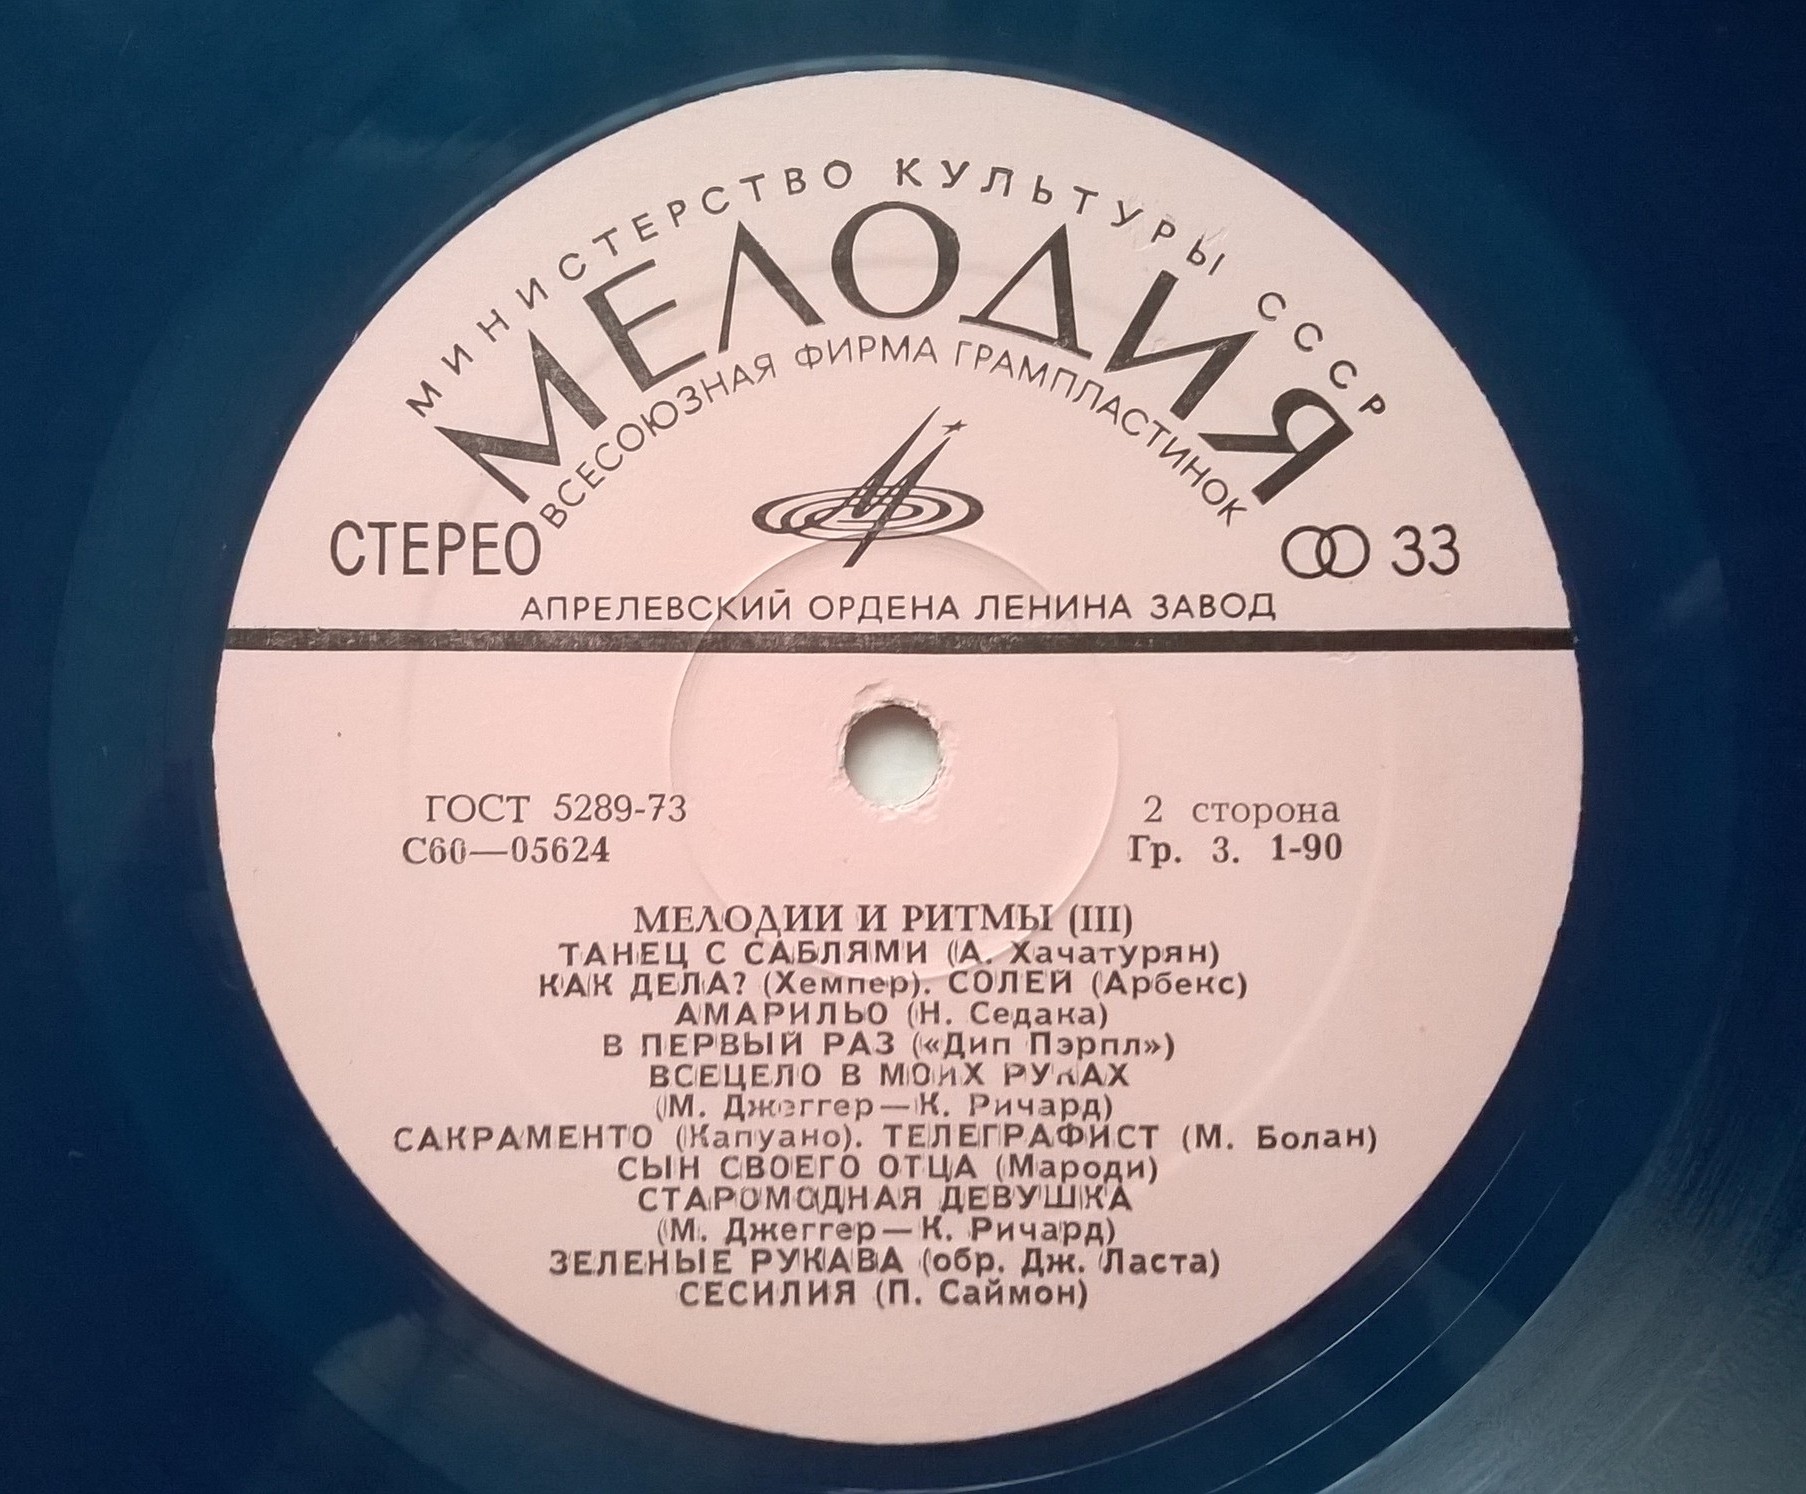 МИНИСТЕРСТВО КУЛЬТУРЫ СССР
МЕЛОДИЯ
ВСЕСОЮЗНАЯ ФИРМА ГРАМПЛАСТИНОК
СТЕРЕО 33
АПРЕЛЕВСКИЙ ОРДЕНА ЛЕНИНА ЗАВОД
ГОСТ 5289-73 2 сторона
С60—05624 Гр. 3. 1-90
МЕЛОДИИ И РИТМЫ (III)
ТАНЕЦ С САБЛЯМИ (А. Хачатурян)
КАК ДЕЛА? (Хемпер). СОЛЕЙ (Арбекс)
АМАРИЛЬО (Н. Седака)
В ПЕРВЫЙ РАЗ («Дип Пэрпл»)
ВСЕЦЕЛО В МОИХ РУКАХ
(М. Джеггер—К. Ричард)
САКРАМЕНТО (Капуано). ТЕЛЕГРАФИСТ (М. Болан)
СЫН СВОЕГО ОТЦА (Мароди)
СТАРОМОДНАЯ ДЕВУШКА
(М. Джеггер—К. Ричард)
ЗЕЛЕНЫЕ РУКАВА (обр. Дж. Ласта)
СЕСИЛИЯ (П. Саймон)